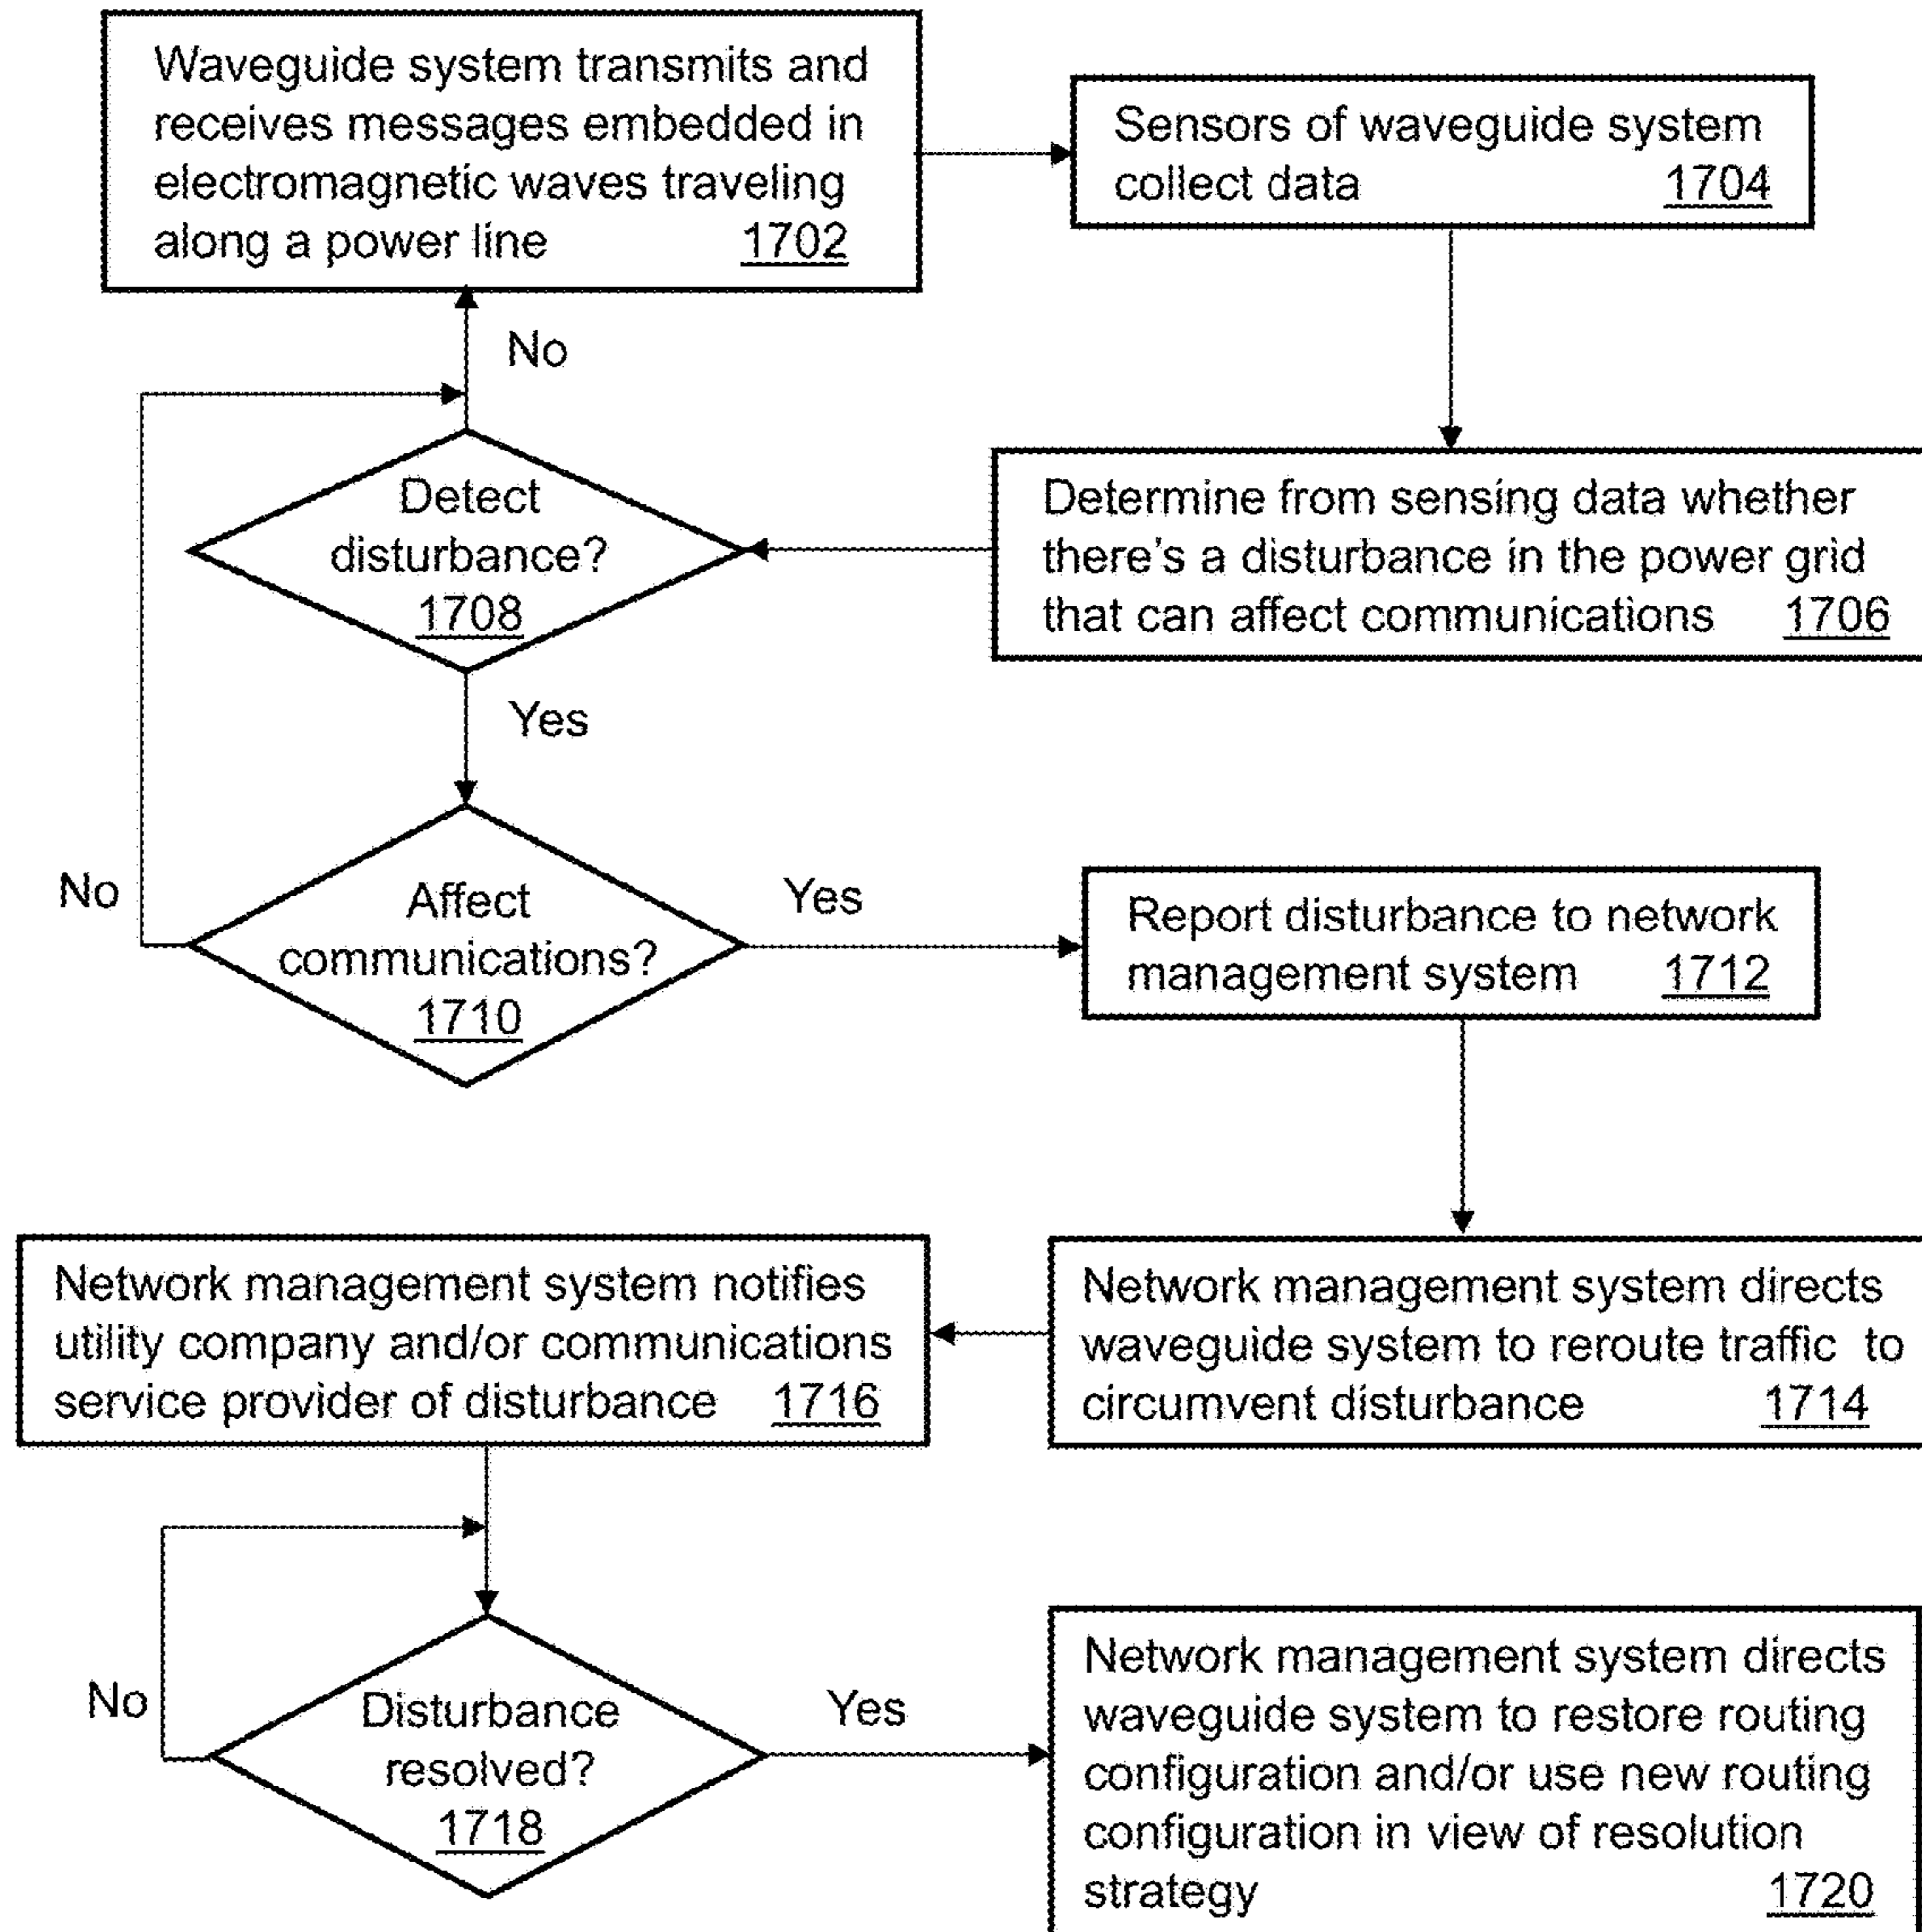 Waveguide system transmits and
receives messages embedded in
electromagnetic waves traveling
along a power line 1702
Sensors of waveguide system
collect data 1704
No
Detect
disturbance?
1708
Determine from sensing data whether
there's a disturbance in the power grid
that can affect communications 1706
Yes
No
Affect
communications?
1710
Yes
Report disturbance to network
management system 1712
Network management system directs
waveguide system to reroute traffic to
circumvent disturbance 1714
Network management system notifies
utility company and/or communications
service provider of disturbance 1716
No
Disturbance
resolved?
1718
Yes
Network management system directs
waveguide system to restore routing
configuration and/or use new routing
configuration in view of resolution
strategy 1720